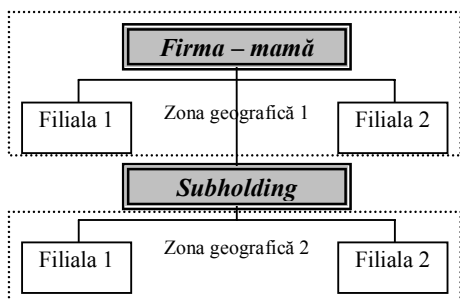 Firma – mamă
Filiala 1
Zona geografică 1
Filiala 2
Subholding
Filiala 1
Zona geografică 2
Filiala 2